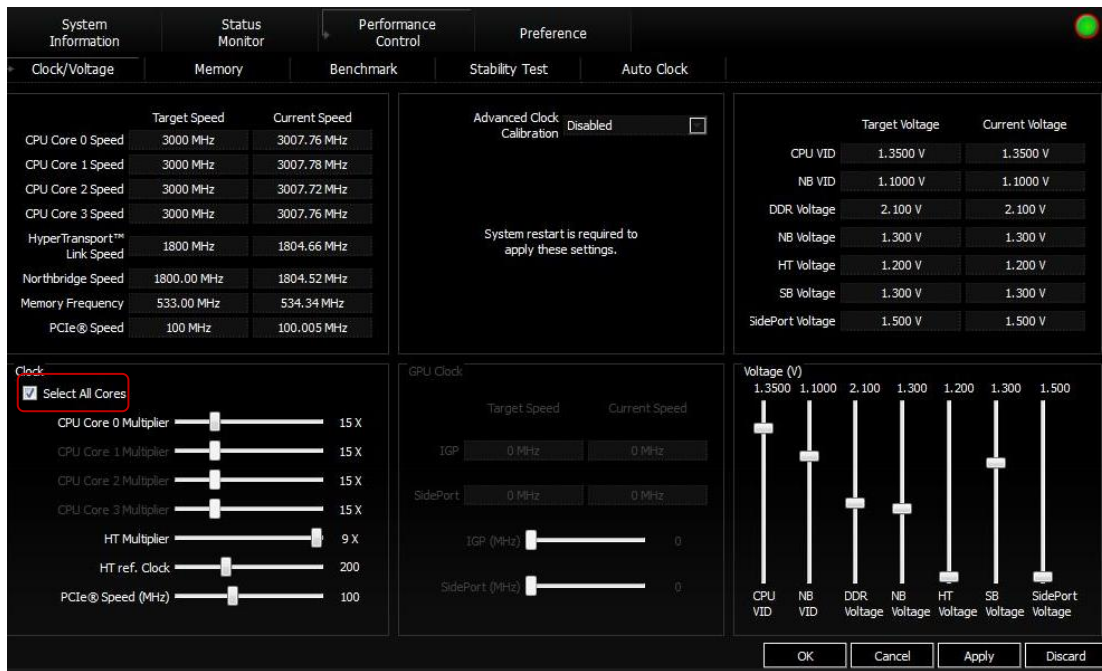 System Information
Status Monitor
Performance Control
Preference
Clock/Voltage
Memory
Benchmark
Stability Test
Auto Clock
Target Speed Current Speed
CPU Core 0 Speed 3000 MHz 3007.76 MHz
CPU Core 1 Speed 3000 MHz 3007.78 MHz
CPU Core 2 Speed 3000 MHz 3007.72 MHz
CPU Core 3 Speed 3000 MHz 3007.76 MHz
HyperTransport™ Link Speed 1800 MHz 1804.66 MHz
Northbridge Speed 1800.00 MHz 1804.52 MHz
Memory Frequency 533.00 MHz 534.34 MHz
PCIe® Speed 100 MHz 100.005 MHz
Advanced Clock Calibration Disabled
System restart is required to
apply these settings.
Target Voltage Current Voltage
CPU VID 1.3500 V 1.3500 V
NB VID 1.1000 V 1.1000 V
DDR Voltage 2.100 V 2.100 V
NB Voltage 1.300 V 1.300 V
HT Voltage 1.200 V 1.200 V
SB Voltage 1.300 V 1.300 V
SidePort Voltage 1.500 V 1.500 V
Clock
Select All Cores
CPU Core 0 Multiplier 15 X
CPU Core 1 Multiplier 15 X
CPU Core 2 Multiplier 15 X
CPU Core 3 Multiplier 15 X
HT Multiplier 9 X
HT ref. Clock 200
PCIe® Speed (MHz) 100
GPU Clock
Target Speed Current Speed
IGP 0 MHz 0 MHz
SidePort 0 MHz 0 MHz
IGP (MHz) 0
SidePort (MHz) 0
Voltage (V)
1.3500 1.1000 2.100 1.300 1.200 1.300 1.500
CPU NB DDR NB HT SB SidePort
VID VID Voltage Voltage Voltage Voltage Voltage
OK Cancel Apply Discard